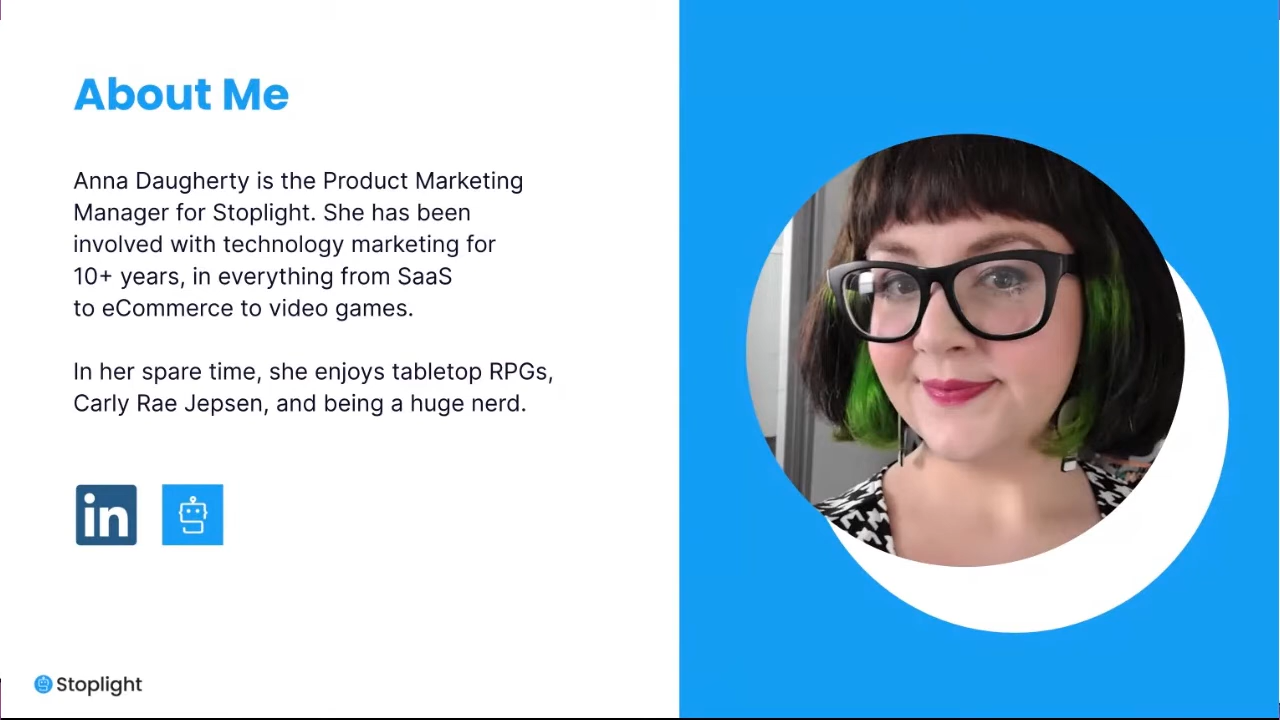 About Me
Anna Daugherty is the Product Marketing
Manager for Stoplight. She has been
involved with technology marketing for
10+ years, in everything from SaaS
to eCommerce to video games.
In her spare time, she enjoys tabletop RPGs,
Carly Rae Jepsen, and being a huge nerd.
in
Stoplight